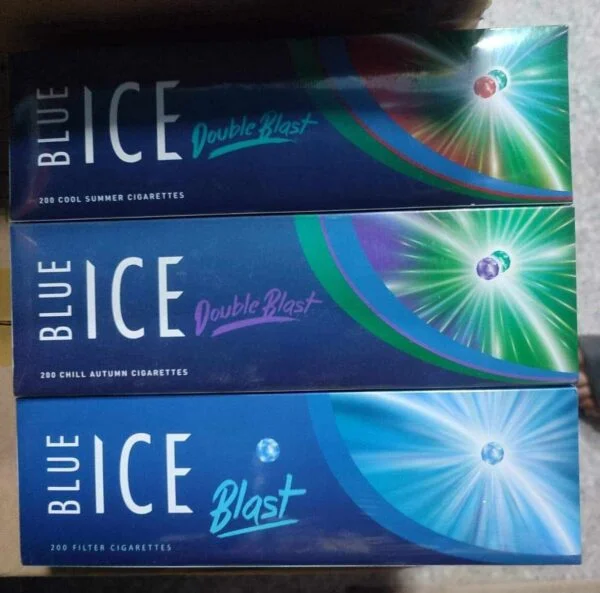 BLUE
ICE
Double Blast
200 COOL SUMMER CIGARETTES
BLUE
ICE
Double Blast
200 CHILL AUTUMN CIGARETTES
BLUE
ICE
Blast
200 FILTER CIGARETTES